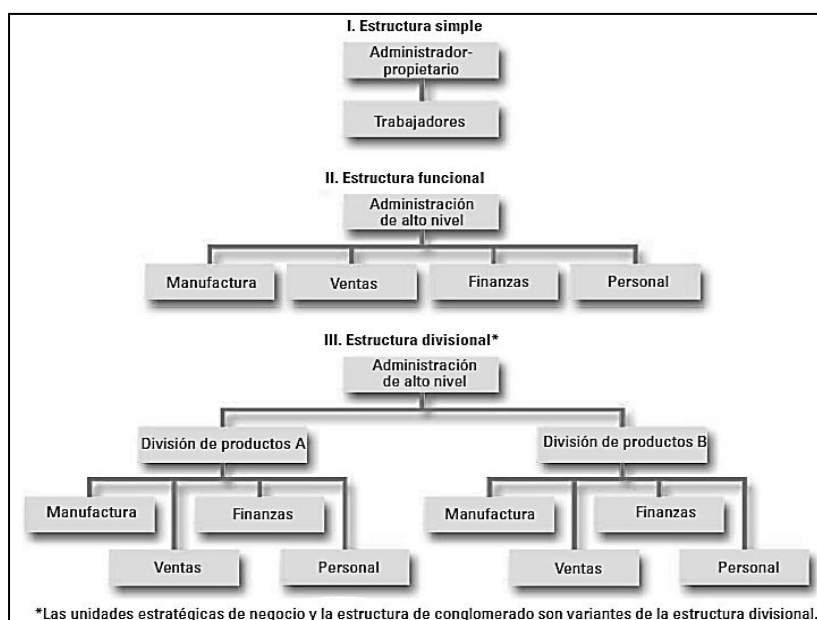 I. Estructura simple
Administrador-
propietario
Trabajadores
II. Estructura funcional
Administración
de alto nivel
Manufactura
Ventas
Finanzas
Personal
III. Estructura divisional*
Administración
de alto nivel
División de productos A
División de productos B
Manufactura
Finanzas
Manufactura
Finanzas
Ventas
Personal
Ventas
Personal
*Las unidades estratégicas de negocio y la estructura de conglomerado son variantes de la estructura divisional.